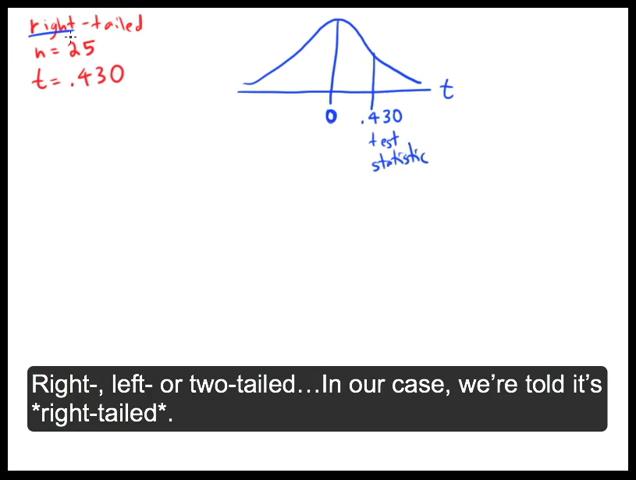 right-tailed
n = 25
t = .430
t
0 .430
test
statistic
Right-, left- or two-tailed…In our case, we're told it's
*right-tailed*.